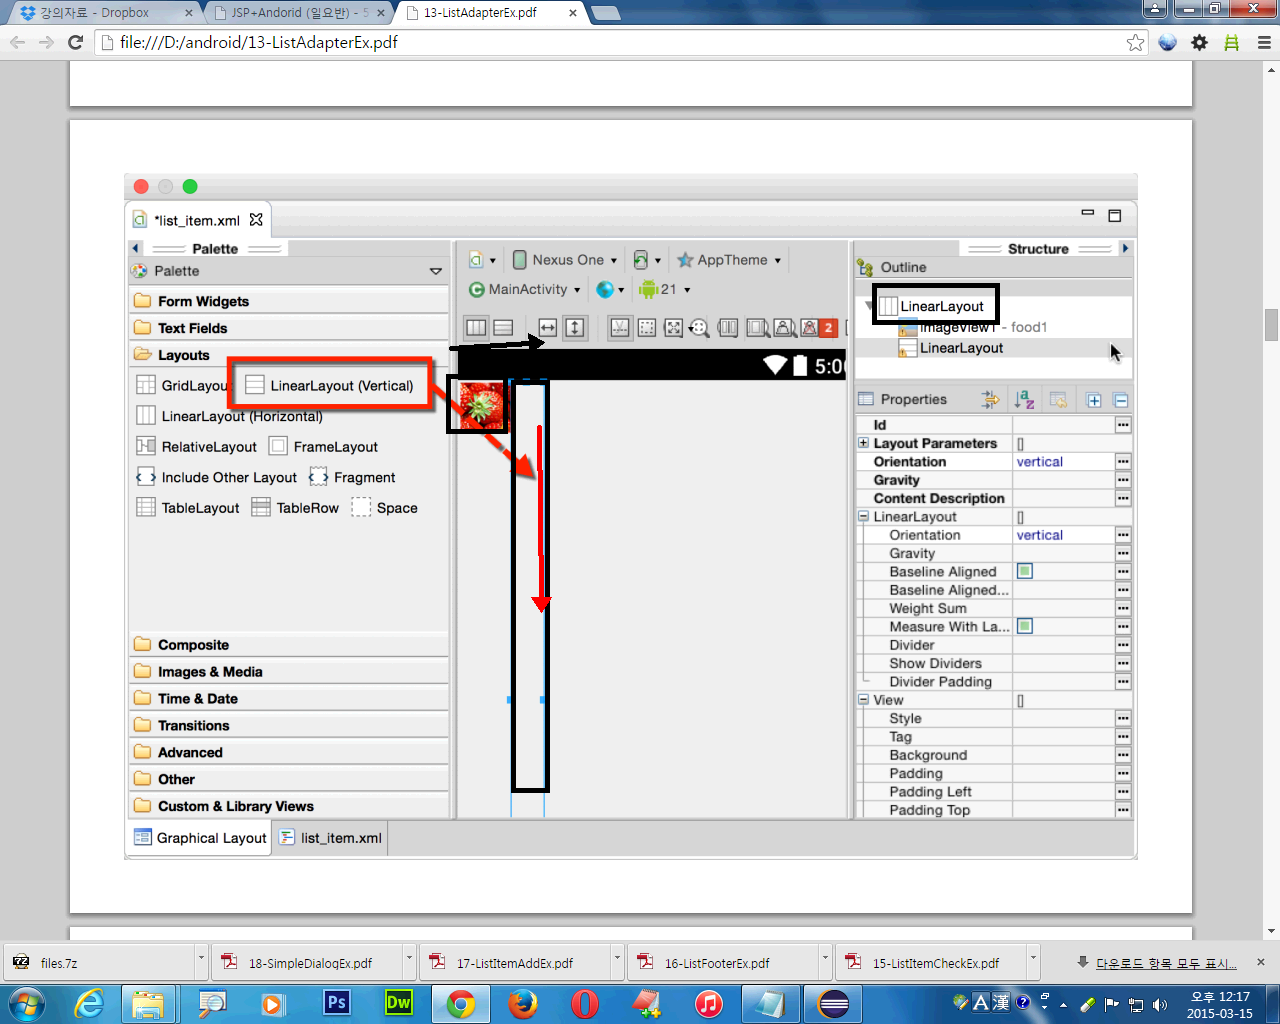 강의자료 - Dropbox
JSP+Andorid (일요반) - 5
13-ListAdapterEx.pdf
file:///D:/android/13-ListAdapterEx.pdf
*list_item.xml
Palette
Palette
Form Widgets
Text Fields
Layouts
GridLayou
LinearLayout (Vertical)
LinearLayout (Horizontal)
RelativeLayout
FrameLayout
Include Other Layout
Fragment
TableLayout
TableRow
Space
Composite
Images & Media
Time & Date
Transitions
Advanced
Other
Custom & Library Views
Graphical Layout
list_item.xml
Nexus One
AppTheme
MainActivity
21
2
5:0
Structure
Outline
LinearLayout
ImageView1 - food1
LinearLayout
Properties
Id
Layout Parameters []
Orientation vertical
Gravity
Content Description
LinearLayout []
Orientation vertical
Gravity
Baseline Aligned
Baseline Aligned...
Weight Sum
Measure With La...
Divider
Show Dividers
Divider Padding
View []
Style
Tag
Background
Padding
Padding Left
Padding Top
files.7z
18-SimpleDialogEx.pdf
17-ListItemAddEx.pdf
16-ListFooterEx.pdf
15-ListItemCheckEx.pdf
다운로드 항목 모두 표시...
Ps
Dw
A 漢
오후 12:17
2015-03-15